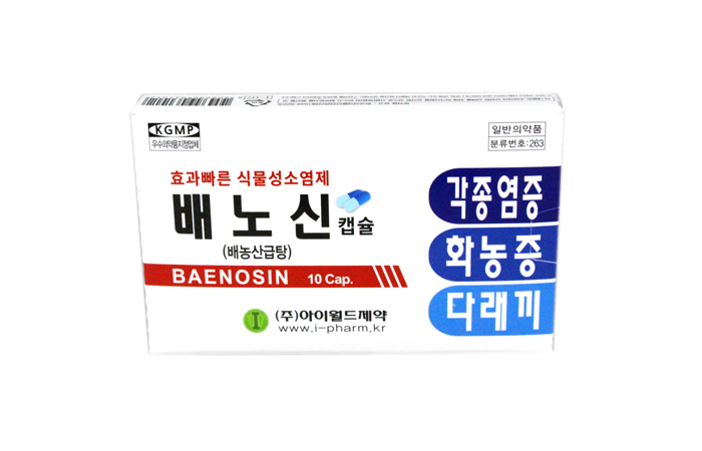 KGMP
우수의약품지정업체
일반의약품
분류번호:263
효과빠른 식물성소염제
배노신 캡슐
(배농산급탕)
BAENOSIN 10 Cap.
(주)아이월드제약
www.i-pharm.kr
각종염증
화농증
다래끼